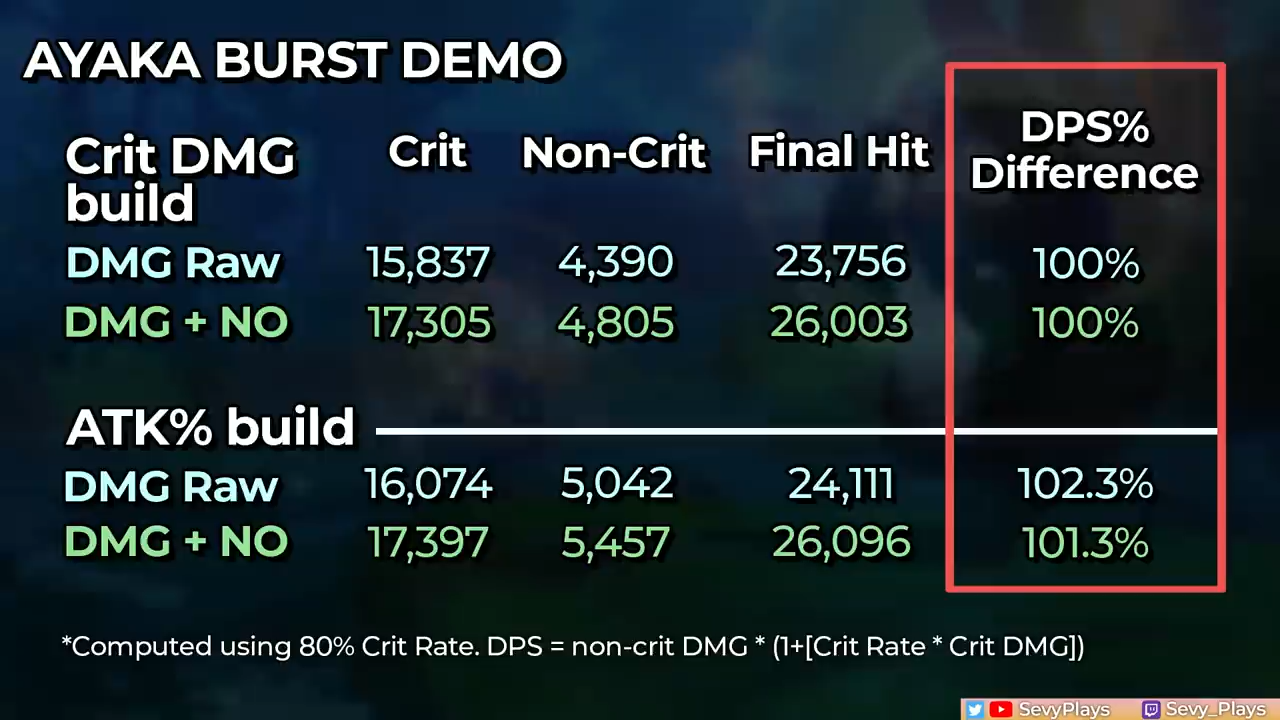 AYAKA BURST DEMO
Crit DMG build Crit Non-Crit Final Hit DPS% Difference
DMG Raw 15,837 4,390 23,756 100%
DMG + NO 17,305 4,805 26,003 100%
ATK% build
DMG Raw 16,074 5,042 24,111 102.3%
DMG + NO 17,397 5,457 26,096 101.3%
*Computed using 80% Crit Rate. DPS = non-crit DMG * (1+[Crit Rate * Crit DMG])
SevyPlays Sevy_Plays